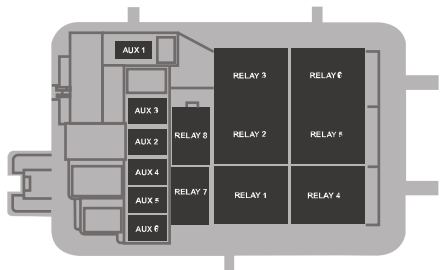 AUX 1
RELAY 3
RELAY 6
AUX 3
AUX 2
RELAY 8
RELAY 2
RELAY 5
AUX 4
AUX 5
RELAY 7
RELAY 1
RELAY 4
AUX 6